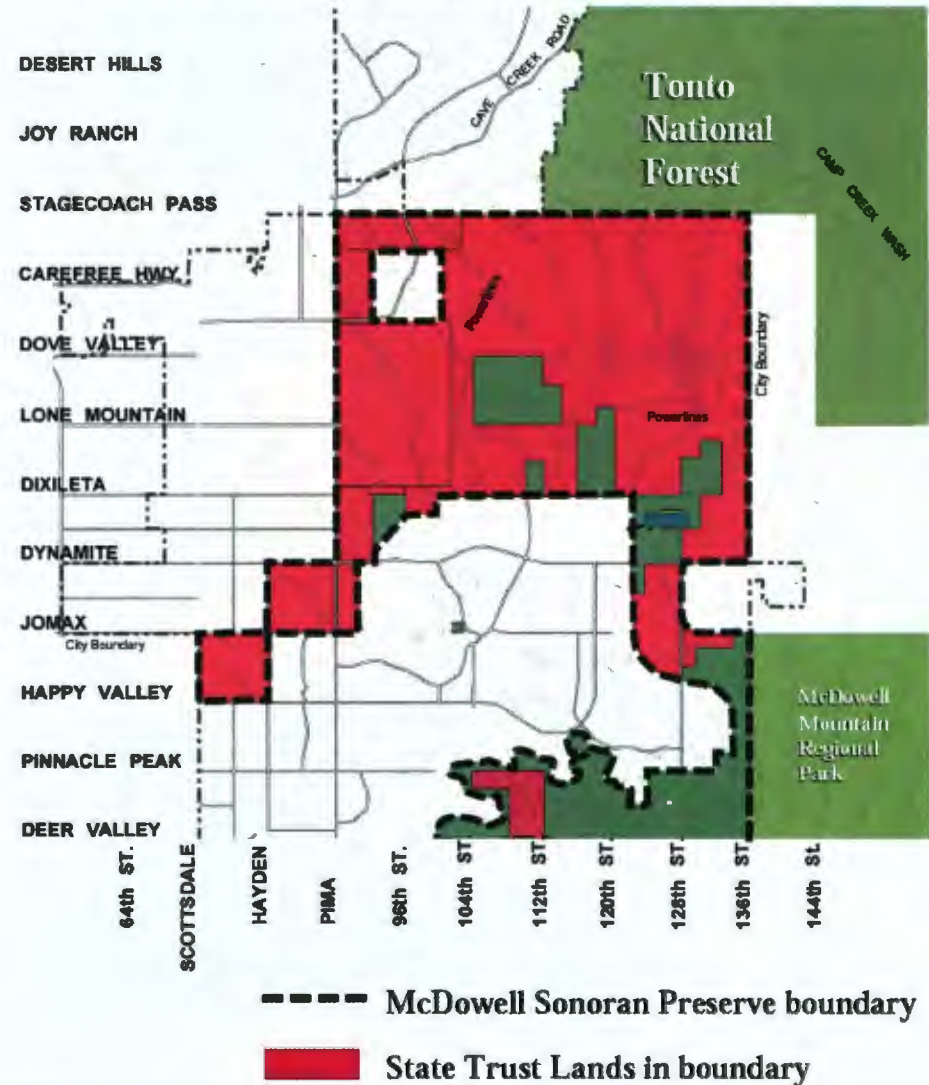 DESERT HILLS
JOY RANCH
STAGECOACH PASS
CAREFREE HWY.
DOVE VALLEY
LONE MOUNTAIN
DIXILETA
DYNAMITE
JOMAX
City Boundary
HAPPY VALLEY
PINNACLE PEAK
DEER VALLEY
CAVE CREEK ROAD
Tonto
National
Forest
CAMP CREEK WASH
Powerlines
City Boundary
Powerlines
McDowell
Mountain
Regional
Park
64th ST.
SCOTTSDALE
HAYDEN
PIMA
96th ST.
104th ST
112th ST
120th ST
128th ST
136th ST
144th St.
McDowell Sonoran Preserve boundary
State Trust Lands in boundary